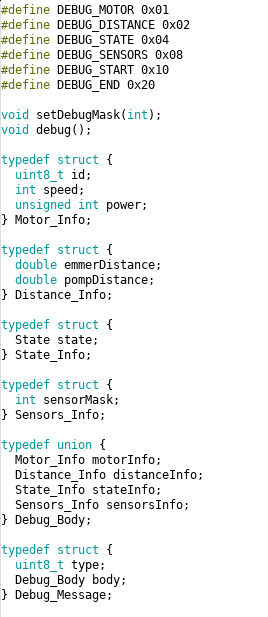 #define DEBUG_MOTOR 0x01
#define DEBUG_DISTANCE 0x02
#define DEBUG_STATE 0x04
#define DEBUG_SENSORS 0x08
#define DEBUG_START 0x10
#define DEBUG_END 0x20

void setDebugMask(int);
void debug();

typedef struct {
  uint8_t id;
  int speed;
  unsigned int power;
} Motor_Info;

typedef struct {
  double emmerDistance;
  double pompDistance;
} Distance_Info;

typedef struct {
  State state;
} State_Info;

typedef struct {
  int sensorMask;
} Sensors_Info;

typedef union {
  Motor_Info motorInfo;
  Distance_Info distanceInfo;
  State_Info stateInfo;
  Sensors_Info sensorsInfo;
} Debug_Body;

typedef struct {
  uint8_t type;
  Debug_Body body;
} Debug_Message;